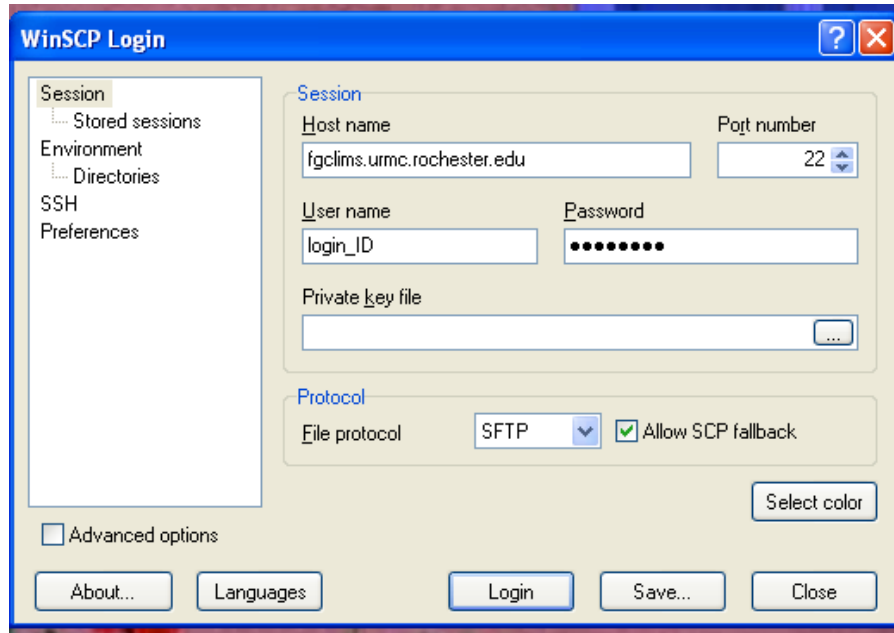 WinSCP Login
Session
Stored sessions
Environment
Directories
SSH
Preferences
Session
Host name
Port number
fgclims.urmc.rochester.edu
22
User name
Password
login_ID
••••••••
Private key file
...
Protocol
File protocol
SFTP
Allow SCP fallback
Select color
Advanced options
About...
Languages
Login
Save...
Close